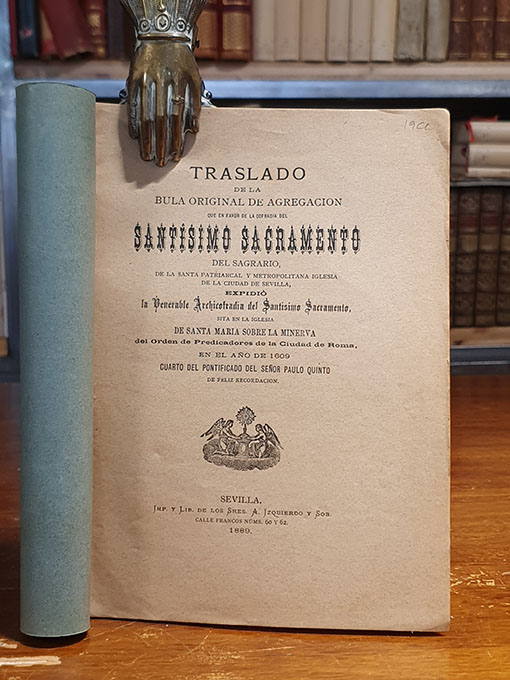 19cc
TRASLADO
DE LA
BULA ORIGINAL DE AGREGACION
QUE EN FAVOR DE LA COFRADÍA DEL
SANTÍSIMO SACRAMENTO
DEL SAGRARIO,
DE LA SANTA PATRIARCAL Y METROPOLITANA IGLESIA
DE LA CIUDAD DE SEVILLA,
EXPIDIÓ
la Venerable Archicofradia del Santísimo Sacramento,
SITA EN LA IGLESIA
DE SANTA MARIA SOBRE LA MINERVA
del Orden de Predicadores de la Ciudad de Roma,
EN EL AÑO DE 1609
CUARTO DEL PONTIFICADO DEL SEÑOR PAULO QUINTO
DE FELIZ RECORDACION.
SEVILLA.
IMP. Y LIB. DE LOS SRES. A. IZQUIERDO Y SOB.
CALLE FRANCOS NÚMS. 60 Y 62.
1889.